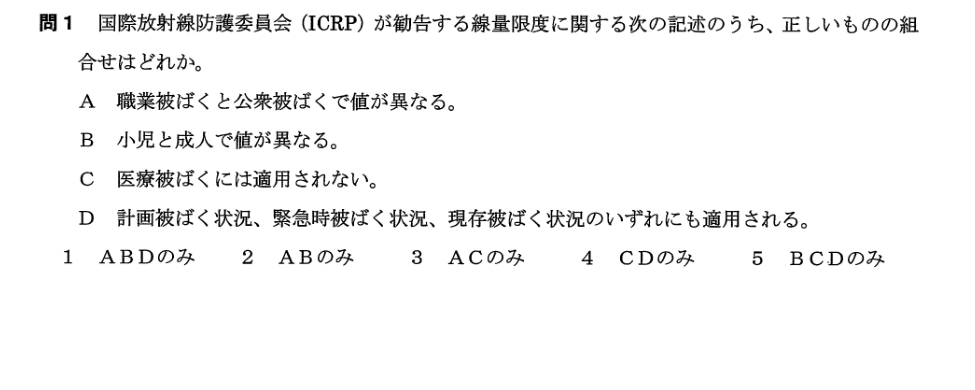 問1 国際放射線防護委員会（ICRP）が勧告する線量限度に関する次の記述のうち、正しいものの組
合せはどれか。
A 職業被ばくと公衆被ばくで値が異なる。
B 小児と成人で値が異なる。
C 医療被ばくには適用されない。
D 計画被ばく状況、緊急時被ばく状況、現存被ばく状況のいずれにも適用される。
1 ABDのみ 2 ABのみ 3 ACのみ 4 CDのみ 5 BCDのみ